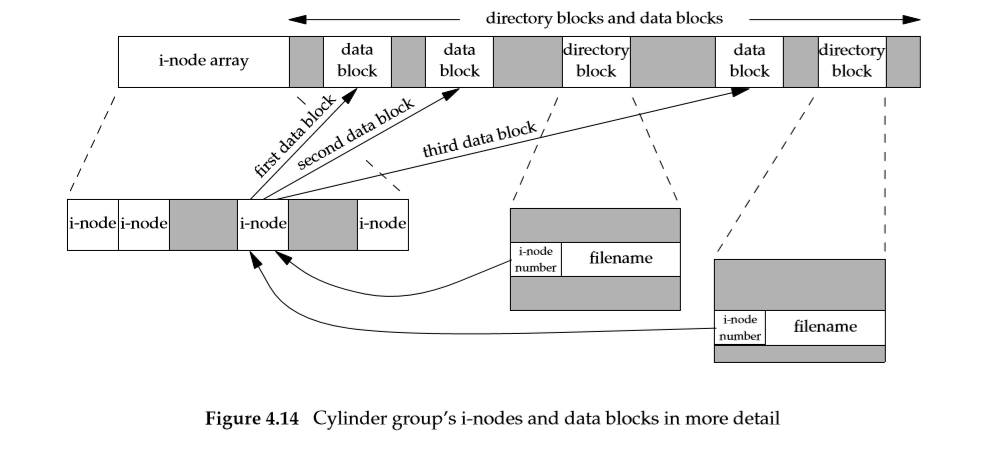 directory blocks and data blocks
i-node array
data
block
data
block
directory
block
data
block
directory
block
first data block
second data block
third data block
i-node
i-node
i-node
i-node
i-node
number
filename
i-node
number
filename
Figure 4.14 Cylinder group's i-nodes and data blocks in more detail